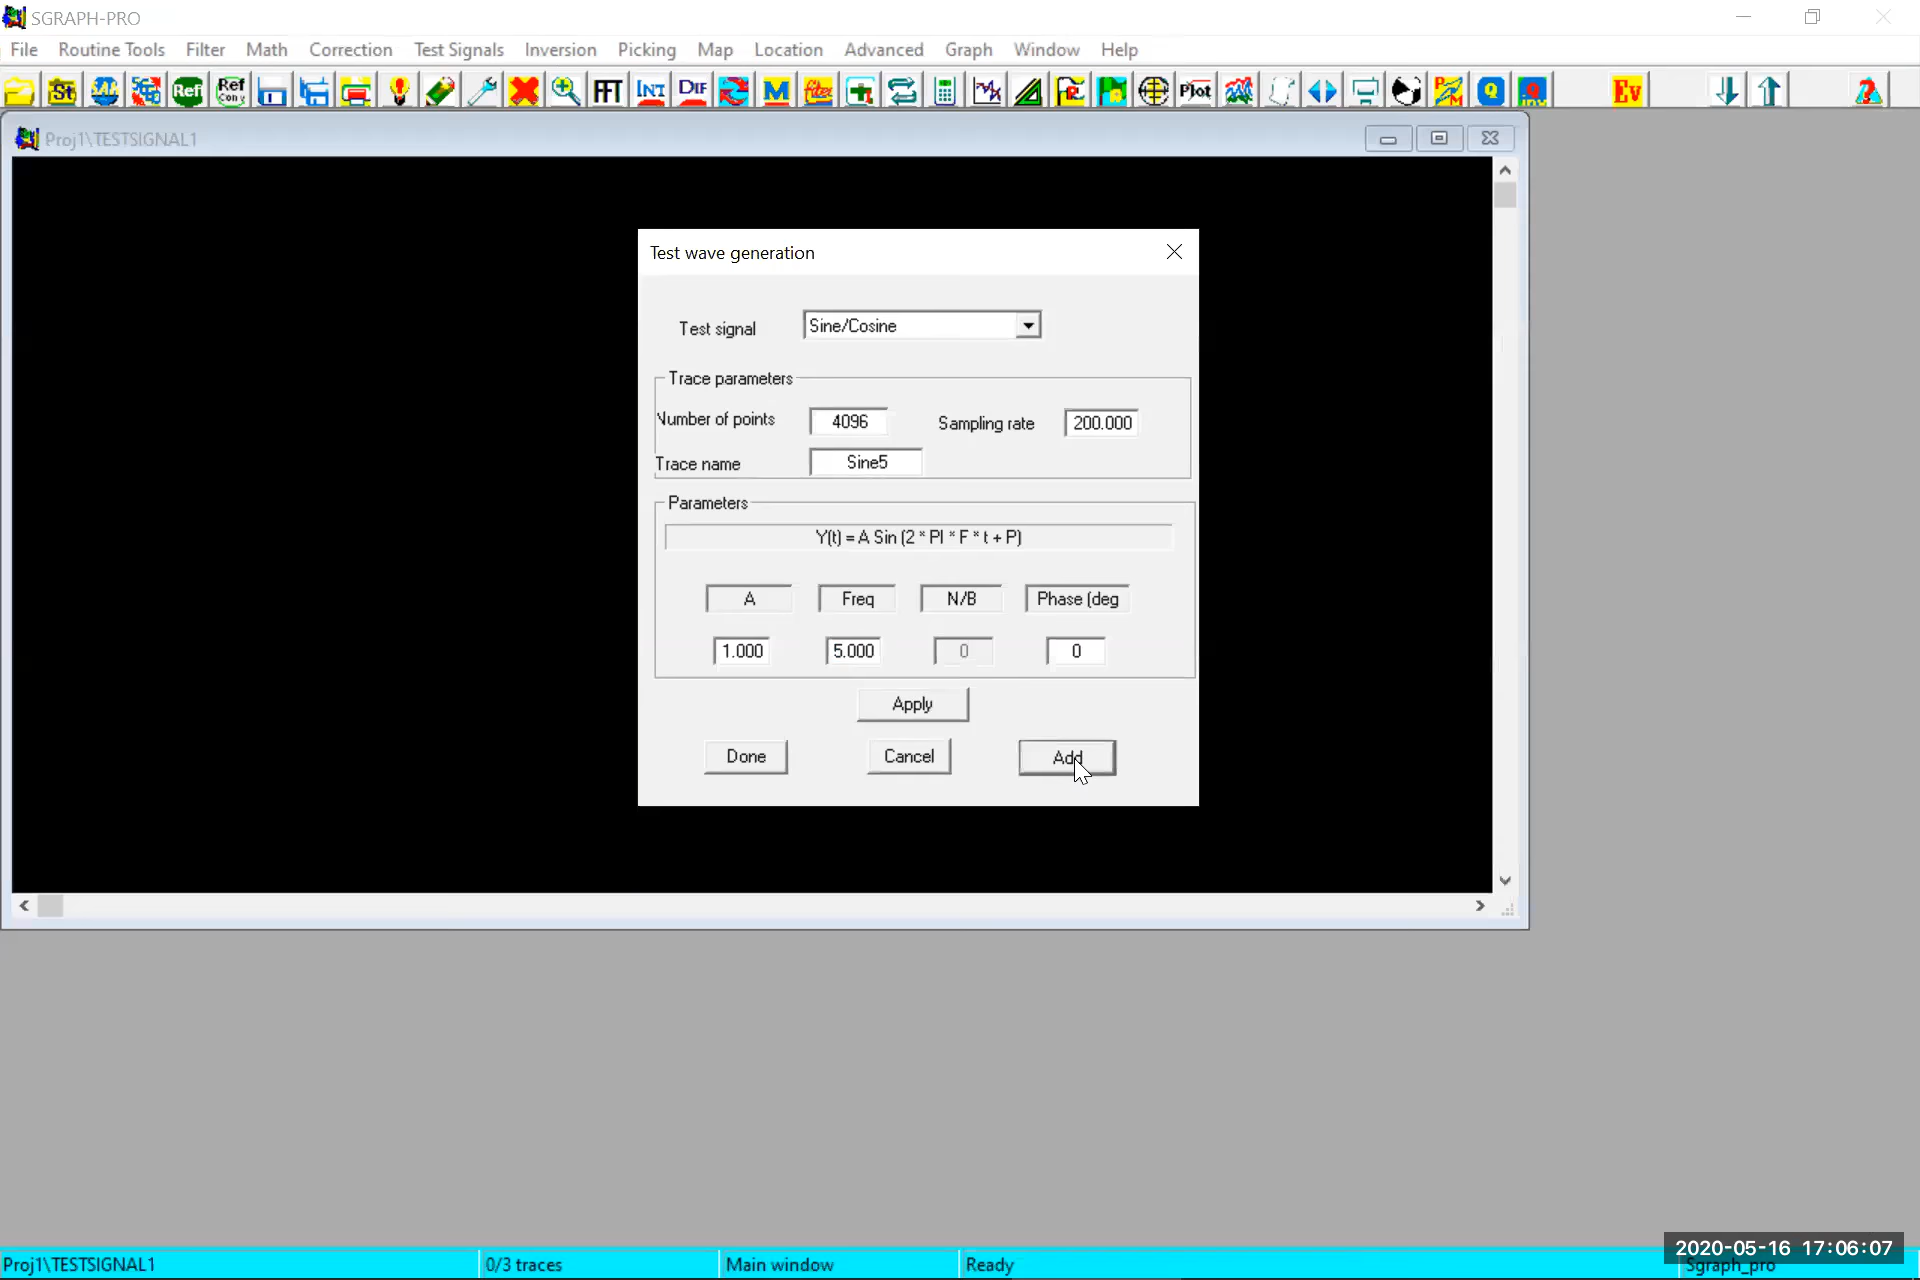 SGRAPH-PRO
File Routine Tools Filter Math Correction Test Signals Inversion Picking Map Location Advanced Graph Window Help
St Ref Ref Conv FFT INT DIF M filter Plot Q Q inv Ev ?
Proj1\TESTSIGNAL1
Test wave generation
Test signal Sine/Cosine
Trace parameters
Number of points 4096 Sampling rate 200.000
Trace name Sine5
Parameters
Y(t) = A Sin (2 * PI * F * t + P)
A Freq N/B Phase (deg
1.000 5.000 0 0
Apply
Done Cancel Add
2020-05-16 17:06:07
Proj1\TESTSIGNAL1 0/3 traces Main window Ready Sgraph_pro